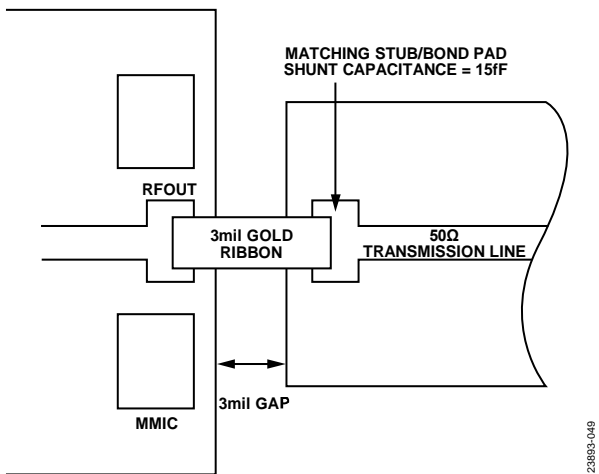 MATCHING STUB/BOND PAD
SHUNT CAPACITANCE = 15fF
RFOUT
3mil GOLD
RIBBON
50Ω
TRANSMISSION LINE
3mil GAP
MMIC
23893-049